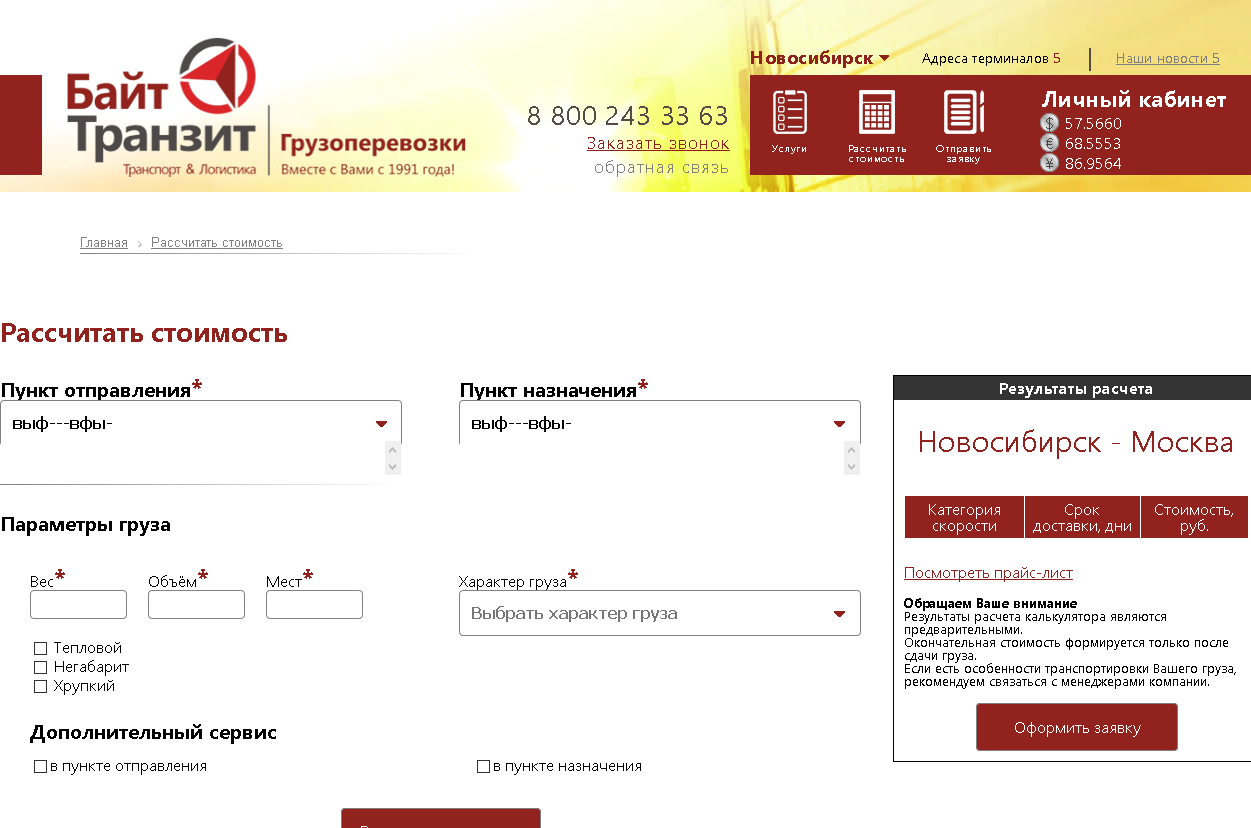 Байт
Транзит
Транспорт & Логистика
Грузоперевозки
Вместе с Вами с 1991 года!
8 800 243 33 63
Заказать звонок
обратная связь
Новосибирск
Адреса терминалов 5
Наши новости 5
Услуги
Рассчитать
стоимость
Отправить
заявку
Личный кабинет
$ 57.5660
€ 68.5553
¥ 86.9564
Главная › Рассчитать стоимость
Рассчитать стоимость
Пункт отправления*
выф---вфы-
Пункт назначения*
выф---вфы-
Параметры груза
Вес*
Объём*
Мест*
Характер груза*
Выбрать характер груза
Тепловой
Негабарит
Хрупкий
Дополнительный сервис
в пункте отправления
в пункте назначения
Результаты расчета
Новосибирск - Москва
Категория
скорости
Срок
доставки, дни
Стоимость,
руб.
Посмотреть прайс-лист
Обращаем Ваше внимание
Результаты расчета калькулятора являются
предварительными.
Окончательная стоимость формируется только после
сдачи груза.
Если есть особенности транспортировки Вашего груза,
рекомендуем связаться с менеджерами компании.
Оформить заявку